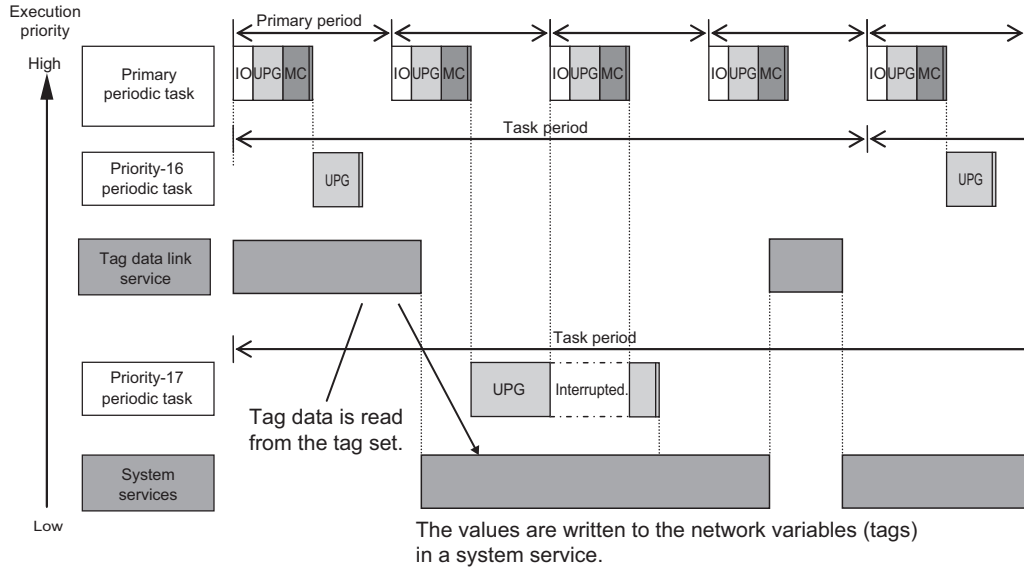 Execution
priority
High
Primary period
Primary
periodic task
IO UPG MC
IO UPG MC
IO UPG MC
IO UPG MC
IO UPG MC
Task period
Priority-16
periodic task
UPG
UPG
Tag data link
service
Task period
Priority-17
periodic task
UPG
Interrupted.
Tag data is read
from the tag set.
System
services
Low
The values are written to the network variables (tags)
in a system service.